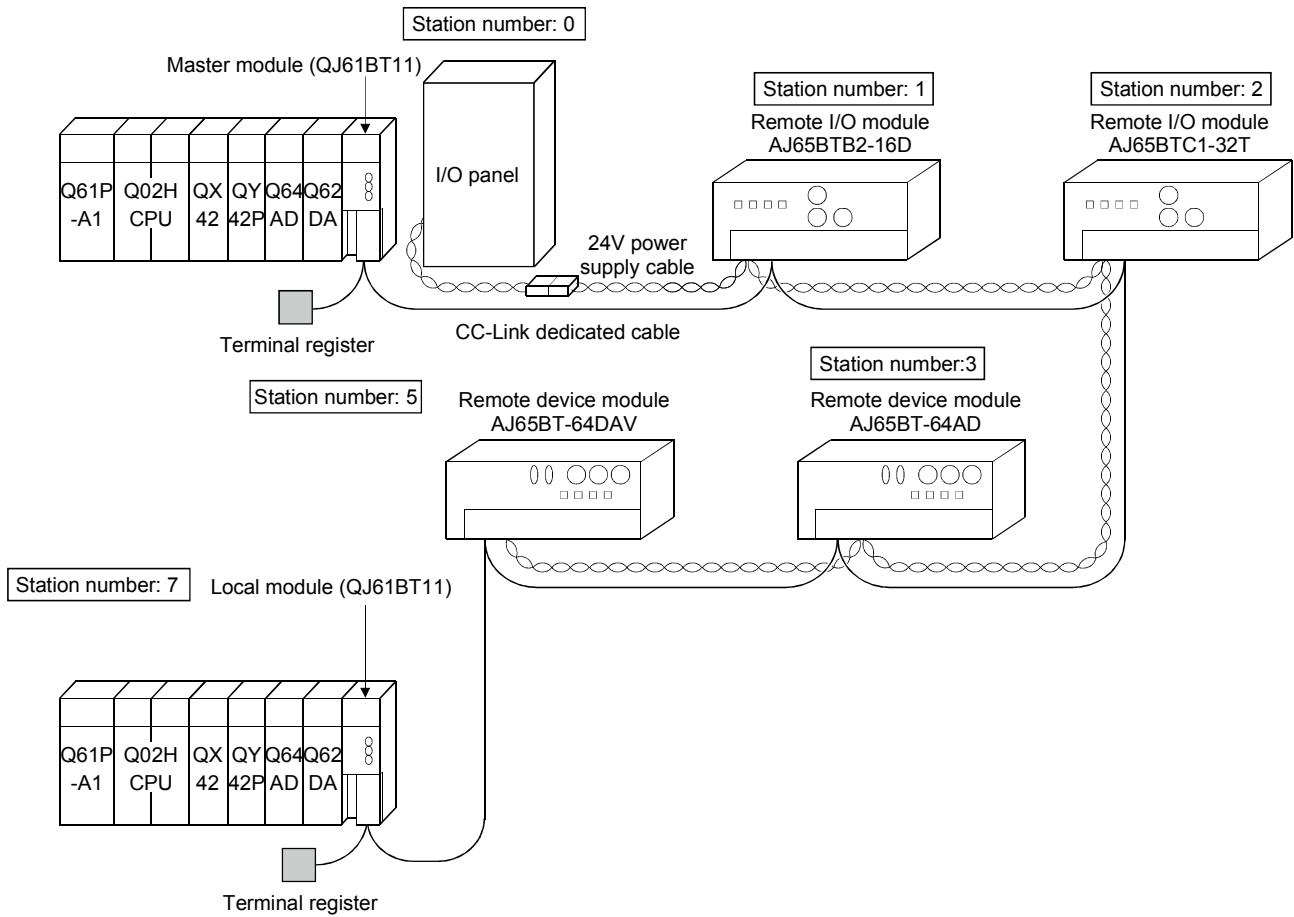 Station number: 0
Master module (QJ61BT11)
Station number: 1
Remote I/O module
AJ65BTB2-16D
Station number: 2
Remote I/O module
AJ65BTC1-32T
Q61P
-A1
Q02H
CPU
QX
42
QY
42P
Q64
AD
Q62
DA
I/O panel
24V power
supply cable
Terminal register
CC-Link dedicated cable
Station number: 5
Remote device module
AJ65BT-64DAV
Station number:3
Remote device module
AJ65BT-64AD
Station number: 7
Local module (QJ61BT11)
Q61P
-A1
Q02H
CPU
QX
42
QY
42P
Q64
AD
Q62
DA
Terminal register